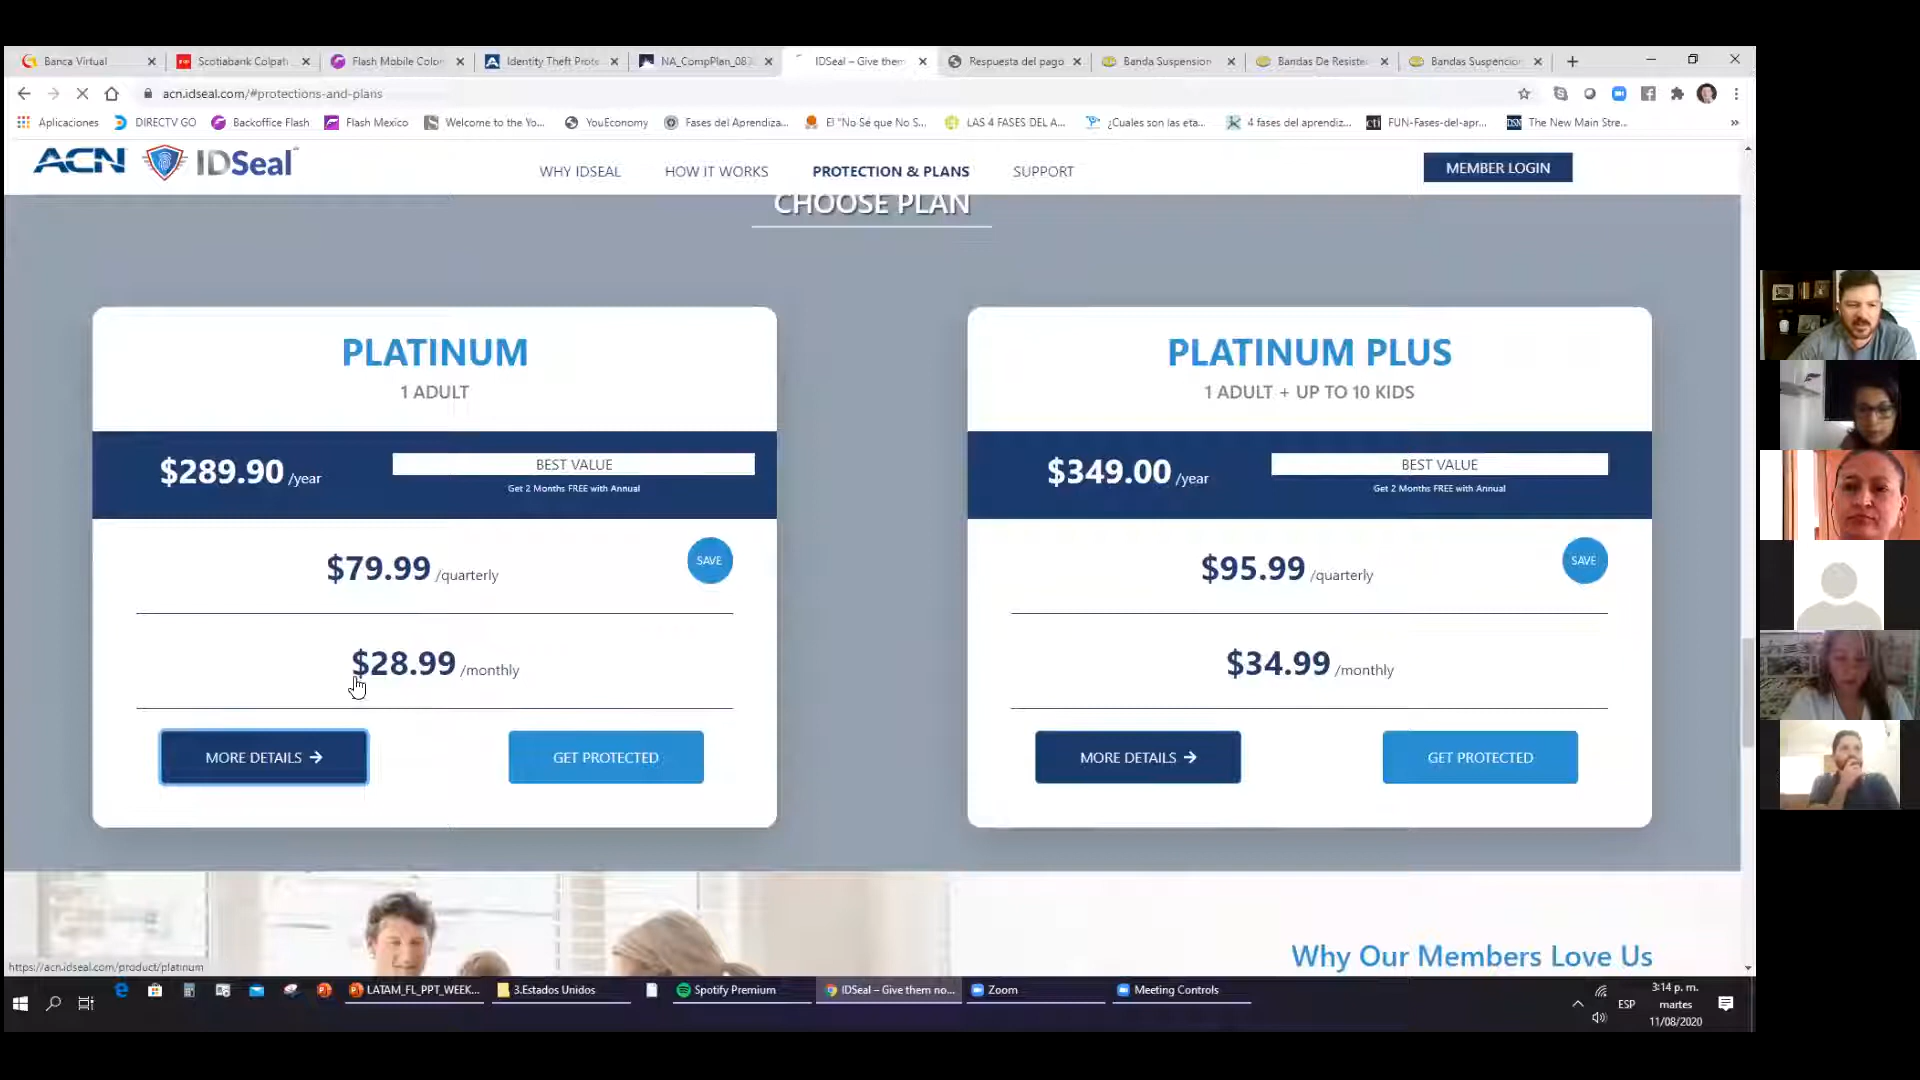 Banca Virtual
Scotiabank Colpat
Flash Mobile Color
Identity Theft Prote
NA_CompPlan_083
IDSeal – Give them
Respuesta del pago
Banda Suspension
Bandas De Resiste
Bandas Suspencior
acn.idseal.com/#protections-and-plans
Aplicaciones
DIRECTV GO
Backoffice Flash
Flash Mexico
Welcome to the Yo...
YouEconomy
Fases del Aprendiza...
El "No Sé que No S...
LAS 4 FASES DEL A...
¿Cuales son las eta...
4 fases del aprendiz...
cti
FUN-Fases-del-apr...
The New Main Stre...
ACN IDSeal
WHY IDSEAL
HOW IT WORKS
PROTECTION & PLANS
SUPPORT
MEMBER LOGIN
CHOOSE PLAN
PLATINUM
1 ADULT
$289.90 /year
BEST VALUE
Get 2 Months FREE with Annual
$79.99 /quarterly
SAVE
$28.99 /monthly
MORE DETAILS →
GET PROTECTED
PLATINUM PLUS
1 ADULT + UP TO 10 KIDS
$349.00 /year
BEST VALUE
Get 2 Months FREE with Annual
$95.99 /quarterly
SAVE
$34.99 /monthly
MORE DETAILS →
GET PROTECTED
Why Our Members Love Us
https://acn.idseal.com/product/platinum
LATAM_FL_PPT_WEEK...
3.Estados Unidos
Spotify Premium
IDSeal – Give them no...
Zoom
Meeting Controls
ESP
3:14 p. m.
martes
11/08/2020